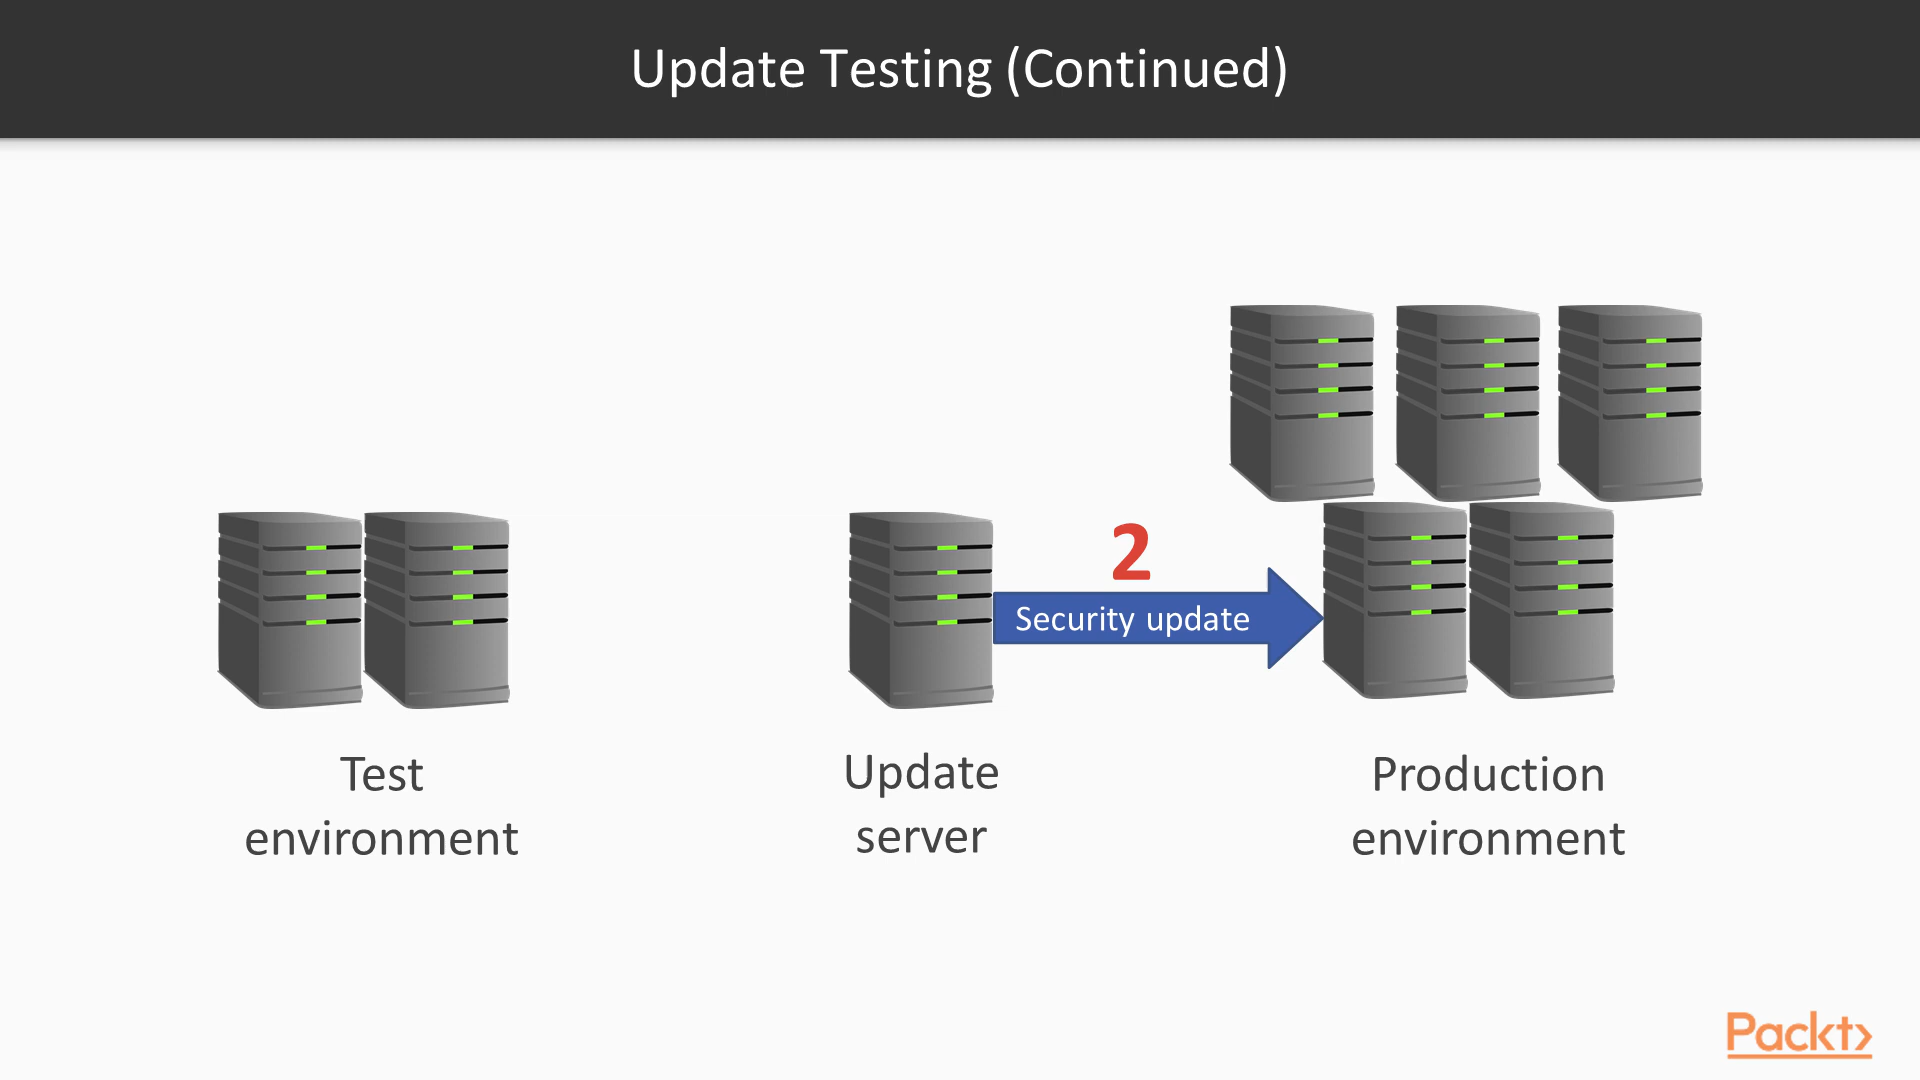 Update Testing (Continued)
2
Security update
Test
environment
Update
server
Production
environment
Packt